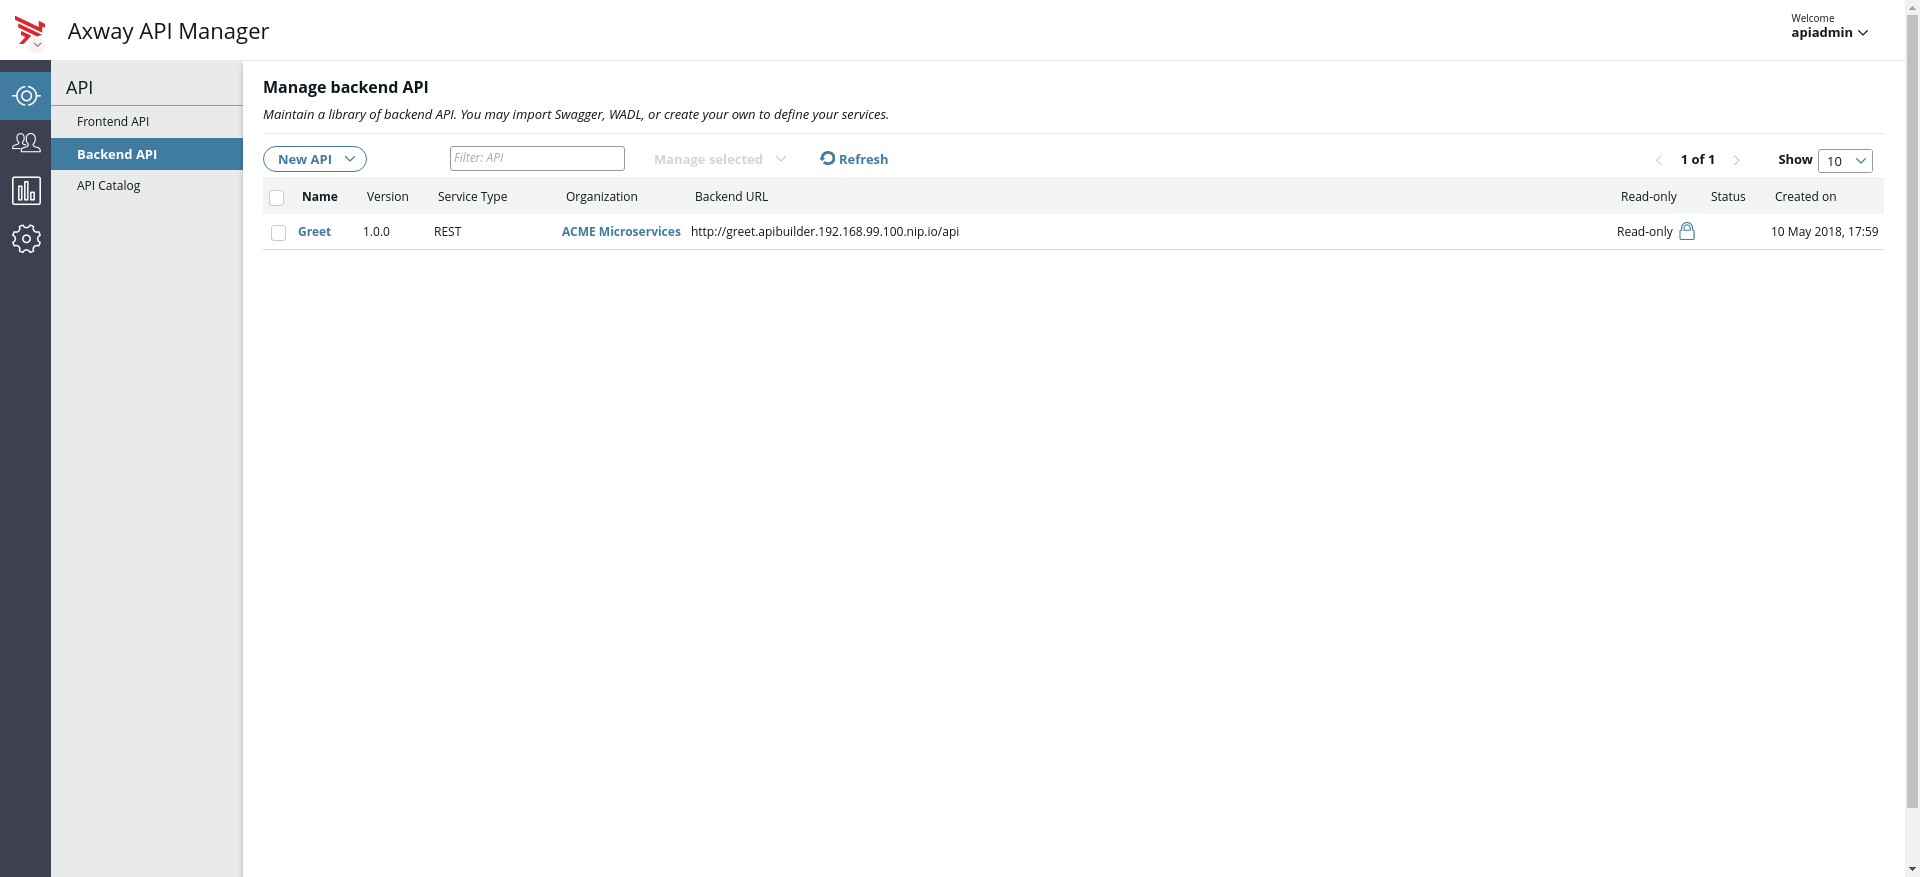 Axway API Manager
Welcome
apiadmin
API
Frontend API
Backend API
API Catalog
Manage backend API
Maintain a library of backend API. You may import Swagger, WADL, or create your own to define your services.
New API
Filter: API
Manage selected
Refresh
1 of 1
Show
10
Name Version Service Type Organization Backend URL Read-only Status Created on
Greet 1.0.0 REST ACME Microservices http://greet.apibuilder.192.168.99.100.nip.io/api Read-only 10 May 2018, 17:59